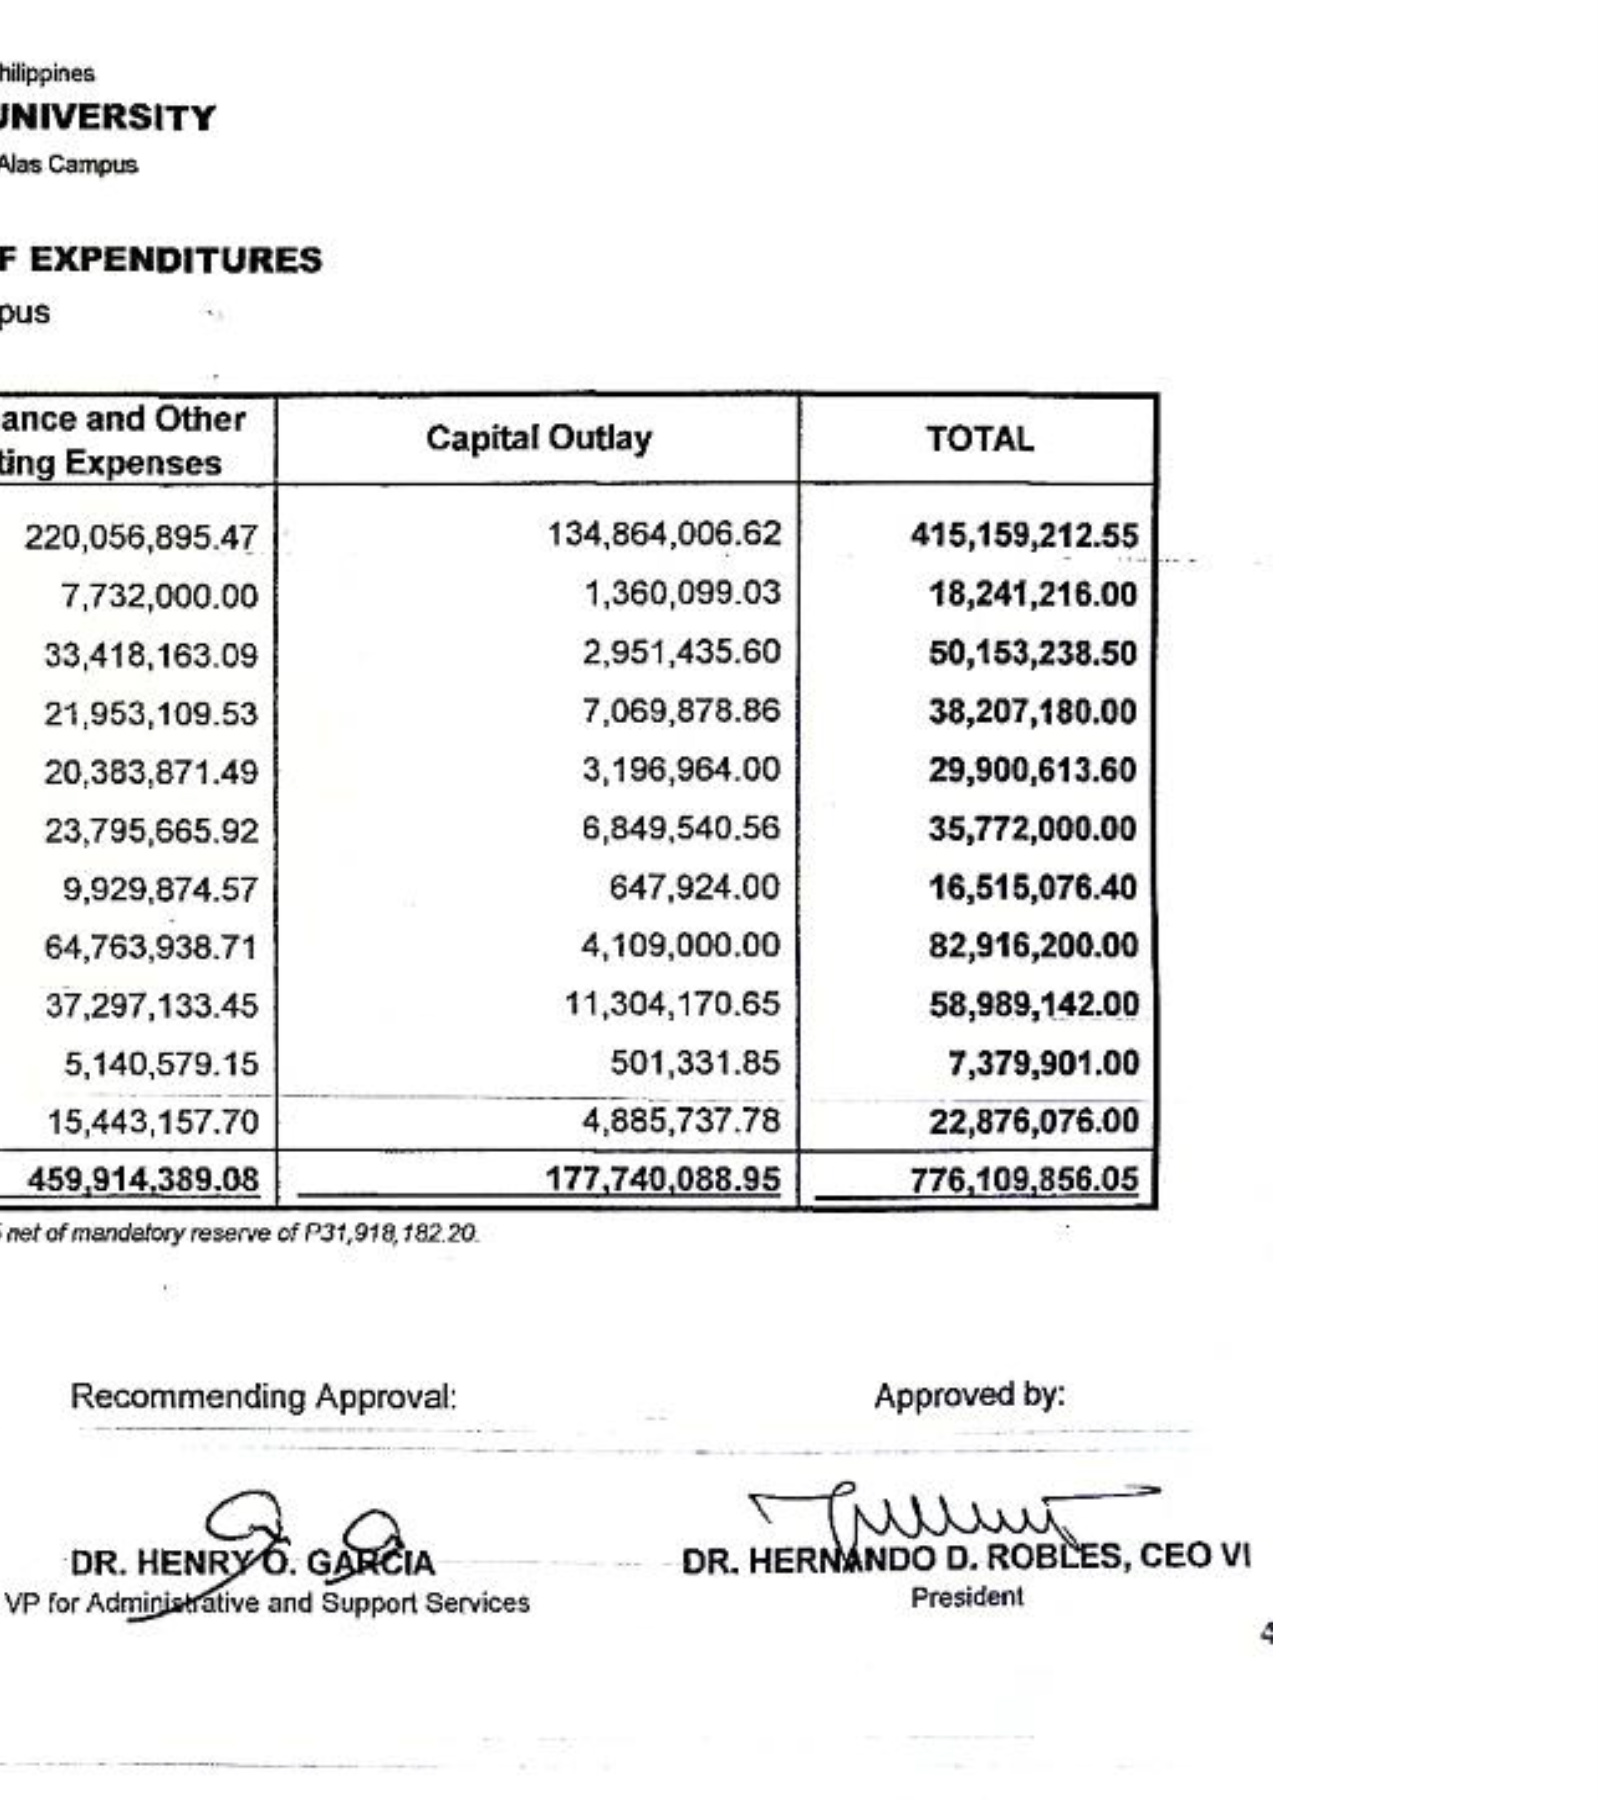 hilippines
UNIVERSITY
Alas Campus
F EXPENDITURES
pus
ance and Other
ting Expenses
Capital Outlay
TOTAL
220,056,895.47 134,864,006.62 415,159,212.55
7,732,000.00 1,360,099.03 18,241,216.00
33,418,163.09 2,951,435.60 50,153,238.50
21,953,109.53 7,069,878.86 38,207,180.00
20,383,871.49 3,196,964.00 29,900,613.60
23,795,665.92 6,849,540.56 35,772,000.00
9,929,874.57 647,924.00 16,515,076.40
64,763,938.71 4,109,000.00 82,916,200.00
37,297,133.45 11,304,170.65 58,989,142.00
5,140,579.15 501,331.85 7,379,901.00
15,443,157.70 4,885,737.78 22,876,076.00
459,914,389.08 177,740,088.95 776,109,856.05
net of mandatory reserve of P31,918,182.20.
Recommending Approval: Approved by:
DR. HENRY O. GARCIA DR. HERNANDO D. ROBLES, CEO VI
VP for Administrative and Support Services President
4